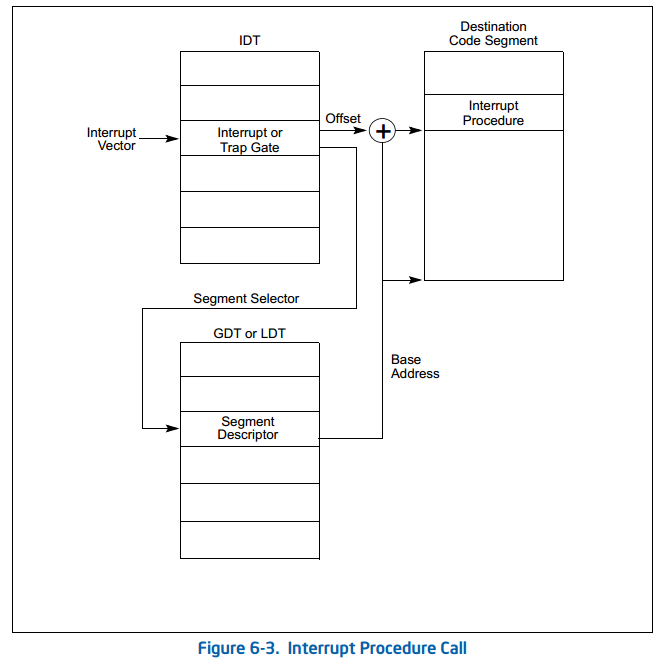 IDT
Destination
Code Segment
Interrupt
Vector
Interrupt or
Trap Gate
Offset
+
Interrupt
Procedure
Segment Selector
GDT or LDT
Base
Address
Segment
Descriptor
Figure 6-3. Interrupt Procedure Call